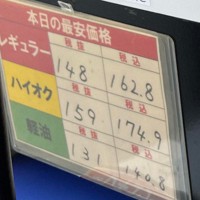 本日の最安価格
税抜 税込
レギュラー 148 162.8
税抜 税込
ハイオク 159 174.9
税抜 税込
軽油 131 140.8